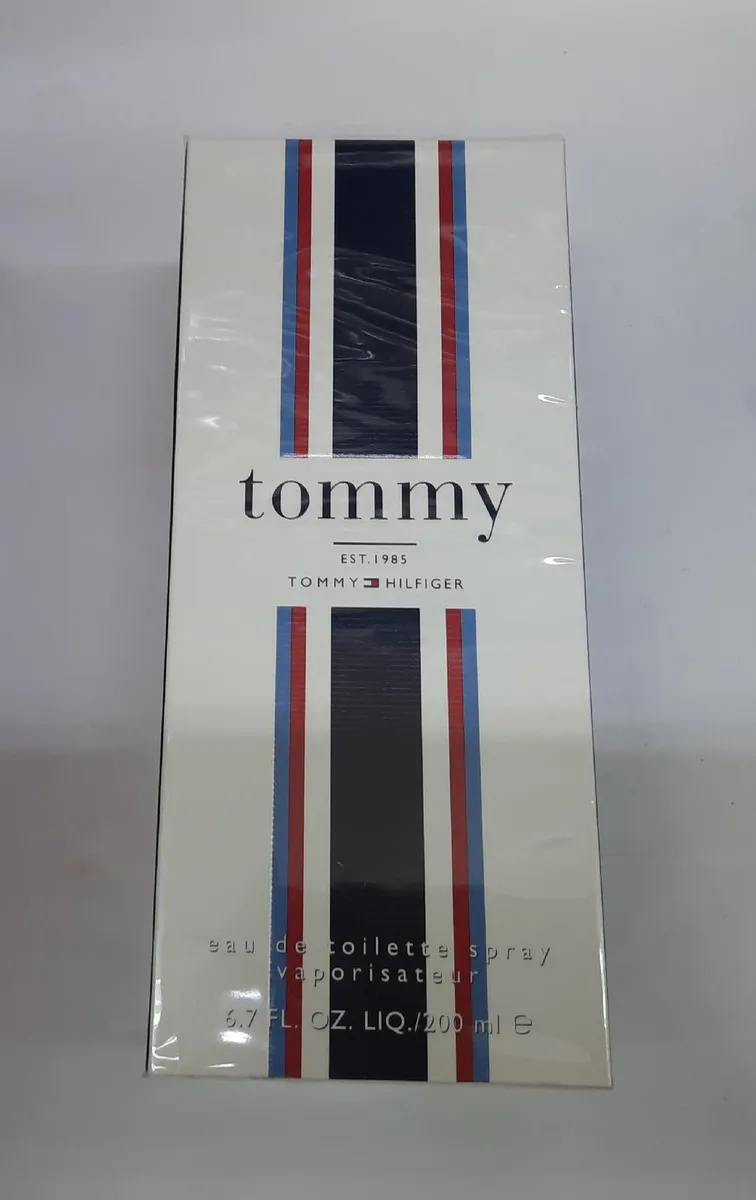 tommy
EST.1985
TOMMY HILFIGER
eau de toilette spray
vaporisateur
6.7 FL. OZ. LIQ./200 ml ℮